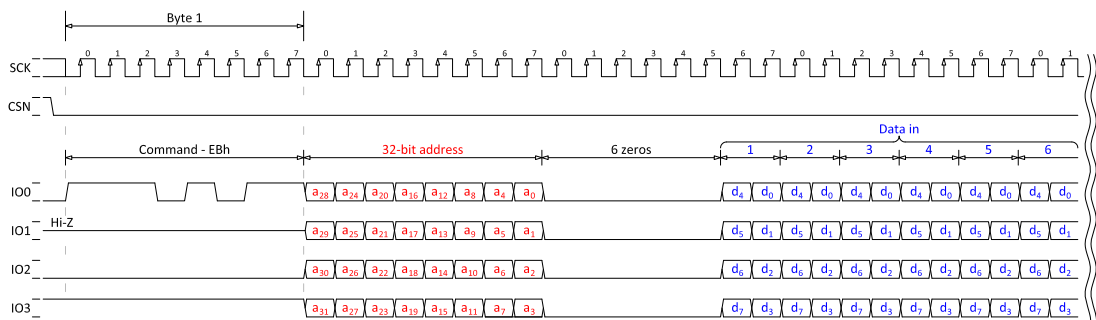 Byte 1
0 1 2 3 4 5 6 7 0 1 2 3 4 5 6 7 0 1 2 3 4 5 6 7 0 1 2 3 4 5 6 7 0 1
SCK
CSN
Data in
Command - EBh 32-bit address 6 zeros 1 2 3 4 5 6
IO0 a28 a24 a20 a16 a12 a8 a4 a0 d4 d0 d4 d0 d4 d0 d4 d0 d4 d0 d4 d0
Hi-Z
IO1 a29 a25 a21 a17 a13 a9 a5 a1 d5 d1 d5 d1 d5 d1 d5 d1 d5 d1 d5 d1
IO2 a30 a26 a22 a18 a14 a10 a6 a2 d6 d2 d6 d2 d6 d2 d6 d2 d6 d2 d6 d2
IO3 a31 a27 a23 a19 a15 a11 a7 a3 d7 d3 d7 d3 d7 d3 d7 d3 d7 d3 d7 d3